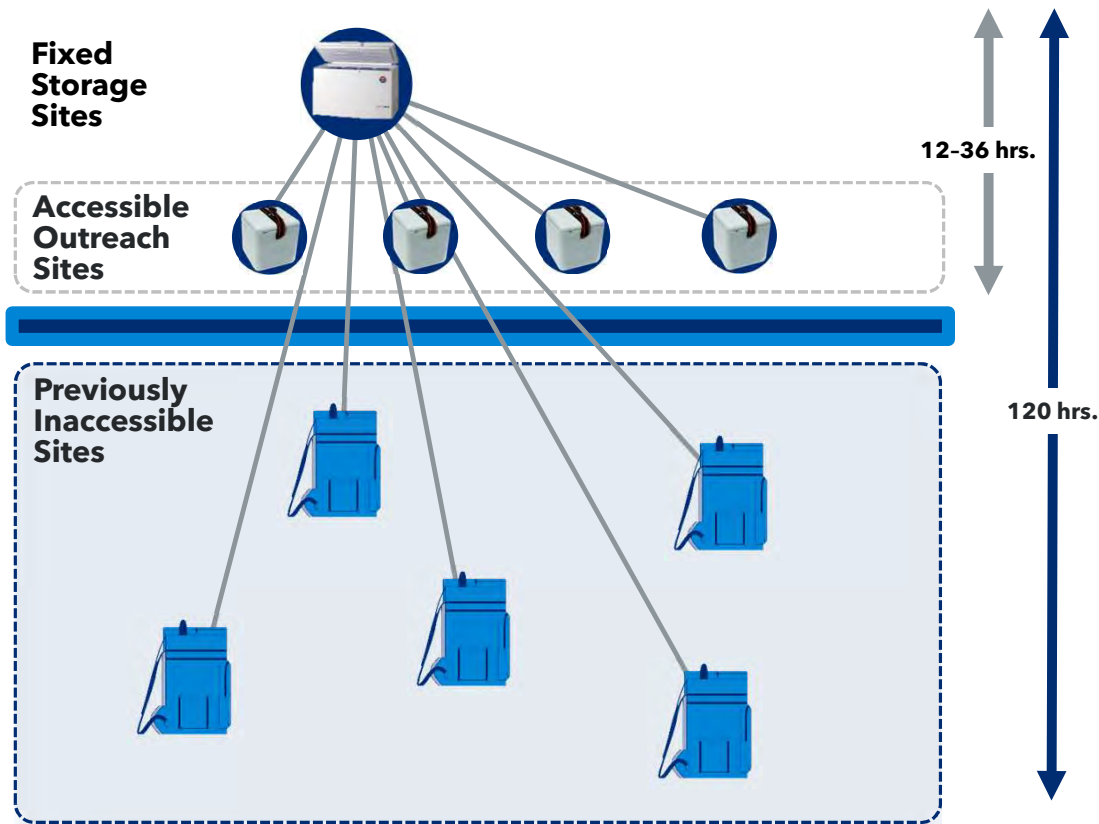 Fixed
Storage
Sites
12–36 hrs.
Accessible
Outreach
Sites
Previously
Inaccessible
Sites
120 hrs.